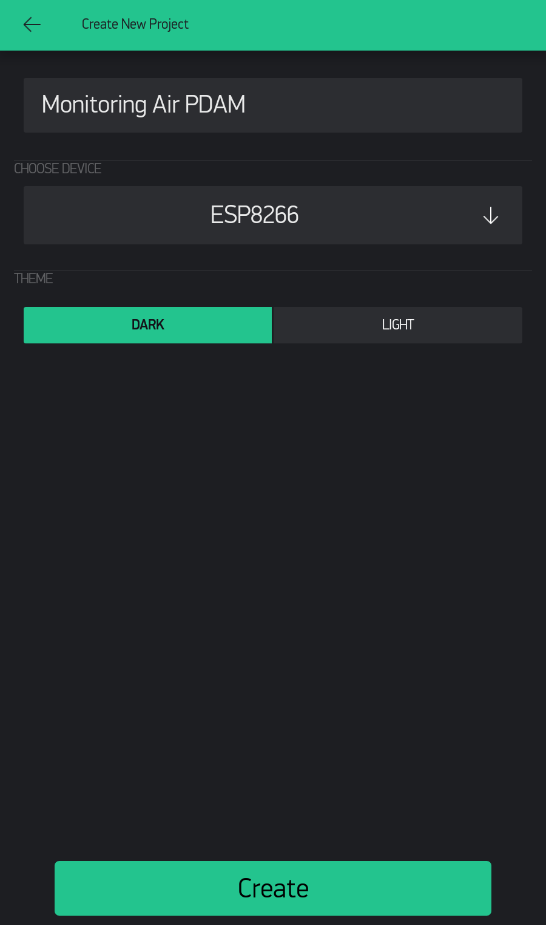 Create New Project
Monitoring Air PDAM
CHOOSE DEVICE
ESP8266
THEME
DARK
LIGHT
Create